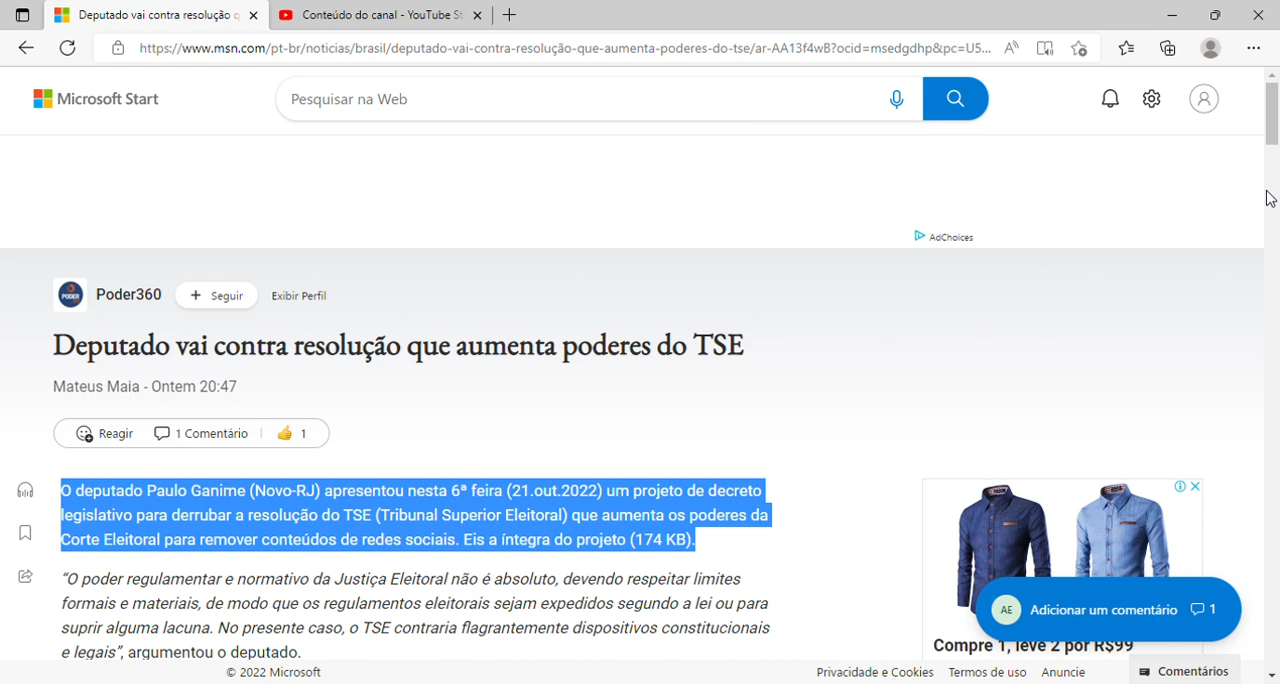 Deputado vai contra resolução q
Conteúdo do canal - YouTube St
https://www.msn.com/pt-br/noticias/brasil/deputado-vai-contra-resolução-que-aumenta-poderes-do-tse/ar-AA13f4wB?ocid=msedgdhp&pc=U5...
Microsoft Start
Pesquisar na Web
AdChoices
PODER
Poder360
+ Seguir
Exibir Perfil
Deputado vai contra resolução que aumenta poderes do TSE
Mateus Maia - Ontem 20:47
Reagir
1 Comentário
1
O deputado Paulo Ganime (Novo-RJ) apresentou nesta 6ª feira (21.out.2022) um projeto de decreto
legislativo para derrubar a resolução do TSE (Tribunal Superior Eleitoral) que aumenta os poderes da
Corte Eleitoral para remover conteúdos de redes sociais. Eis a íntegra do projeto (174 KB).
“O poder regulamentar e normativo da Justiça Eleitoral não é absoluto, devendo respeitar limites
formais e materiais, de modo que os regulamentos eleitorais sejam expedidos segundo a lei ou para
suprir alguma lacuna. No presente caso, o TSE contraria flagrantemente dispositivos constitucionais
e legais”, argumentou o deputado.
AE Adicionar um comentário 1
Compre 1, leve 2 por R$99
© 2022 Microsoft
Privacidade e Cookies
Termos de uso
Anuncie
Comentários